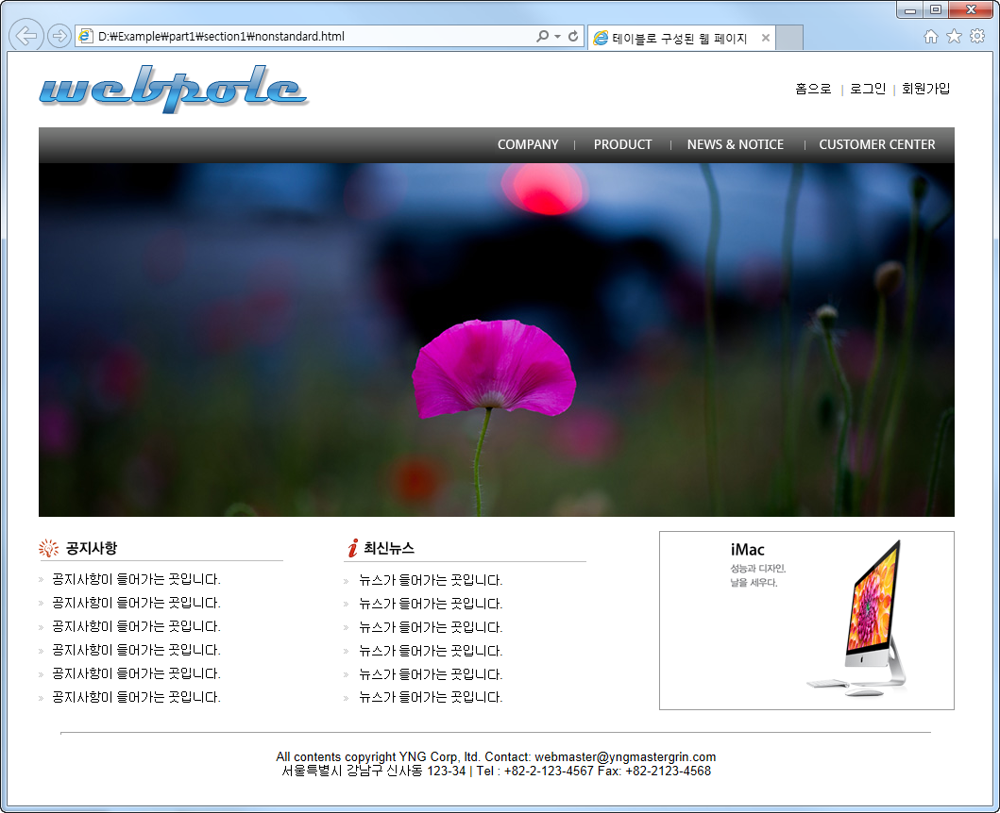 D:₩Example₩part1₩section1₩nonstandard.html
테이블로 구성된 웹 페이지
webpole
홈으로 | 로그인 | 회원가입
COMPANY | PRODUCT | NEWS & NOTICE | CUSTOMER CENTER
공지사항
공지사항이 들어가는 곳입니다.
공지사항이 들어가는 곳입니다.
공지사항이 들어가는 곳입니다.
공지사항이 들어가는 곳입니다.
공지사항이 들어가는 곳입니다.
공지사항이 들어가는 곳입니다.
최신뉴스
뉴스가 들어가는 곳입니다.
뉴스가 들어가는 곳입니다.
뉴스가 들어가는 곳입니다.
뉴스가 들어가는 곳입니다.
뉴스가 들어가는 곳입니다.
뉴스가 들어가는 곳입니다.
iMac
성능과 디자인,
날을 세우다.
All contents copyright YNG Corp, ltd. Contact: webmaster@yngmastergrin.com
서울특별시 강남구 신사동 123-34 | Tel : +82-2-123-4567 Fax: +82-2123-4568